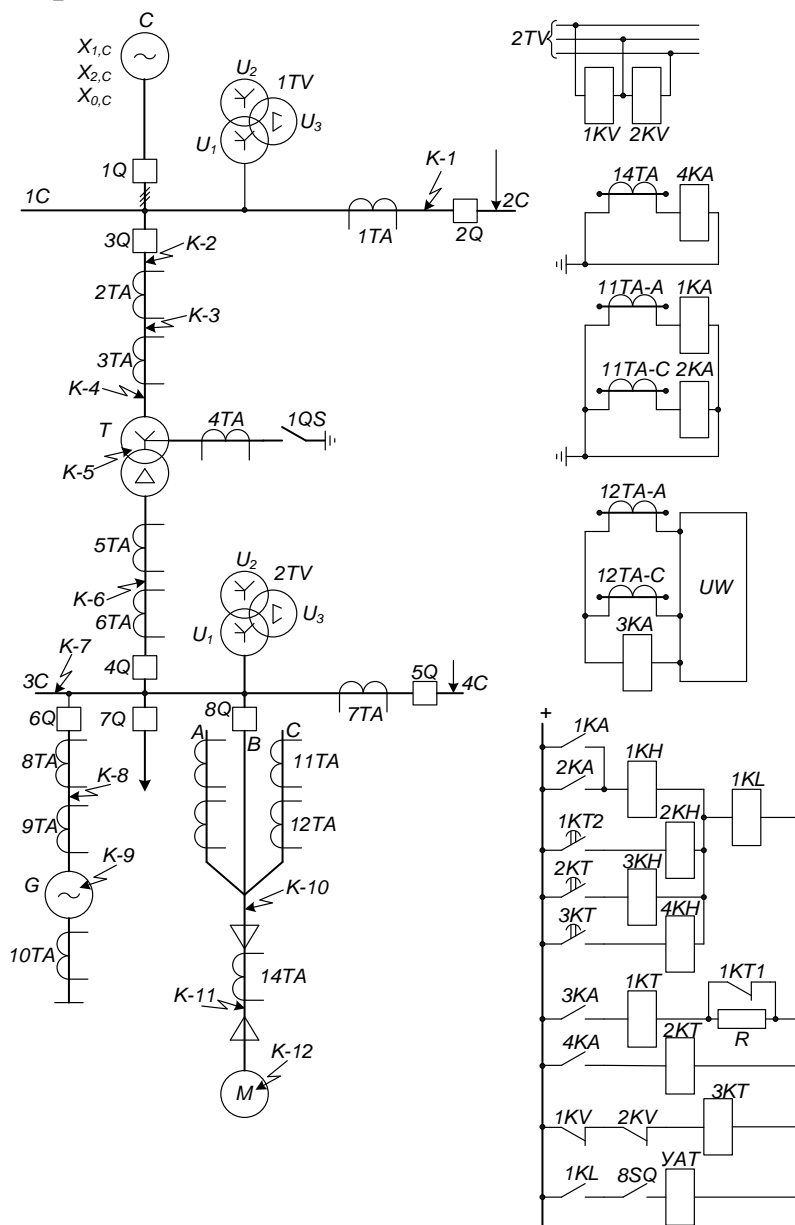 C
X1,C
X2,C
X0,C
U2
1TV
U3
U1
1Q
K-1
1C
2C
1TA
2Q
3Q
K-2
2TA
K-3
3TA
K-4
T
4TA
1QS
K-5
5TA
K-6
6TA
U2
2TV
U3
U1
K-7
4Q
3C
5Q
4C
7TA
6Q
7Q
8Q
A
B
C
8TA
K-8
9TA
11TA
12TA
G
K-9
K-10
10TA
14TA
K-11
K-12
M
2TV
1KV
2KV
14TA
4KA
11TA-A
1KA
11TA-C
2KA
12TA-A
12TA-C
UW
3KA
+
1KA
1KH
2KA
1KL
1KT2
2KH
2KT
3KH
3KT
4KH
1KT
1KT1
3KA
R
2KT
4KA
3KT
1KV
2KV
УАТ
1KL
8SQ